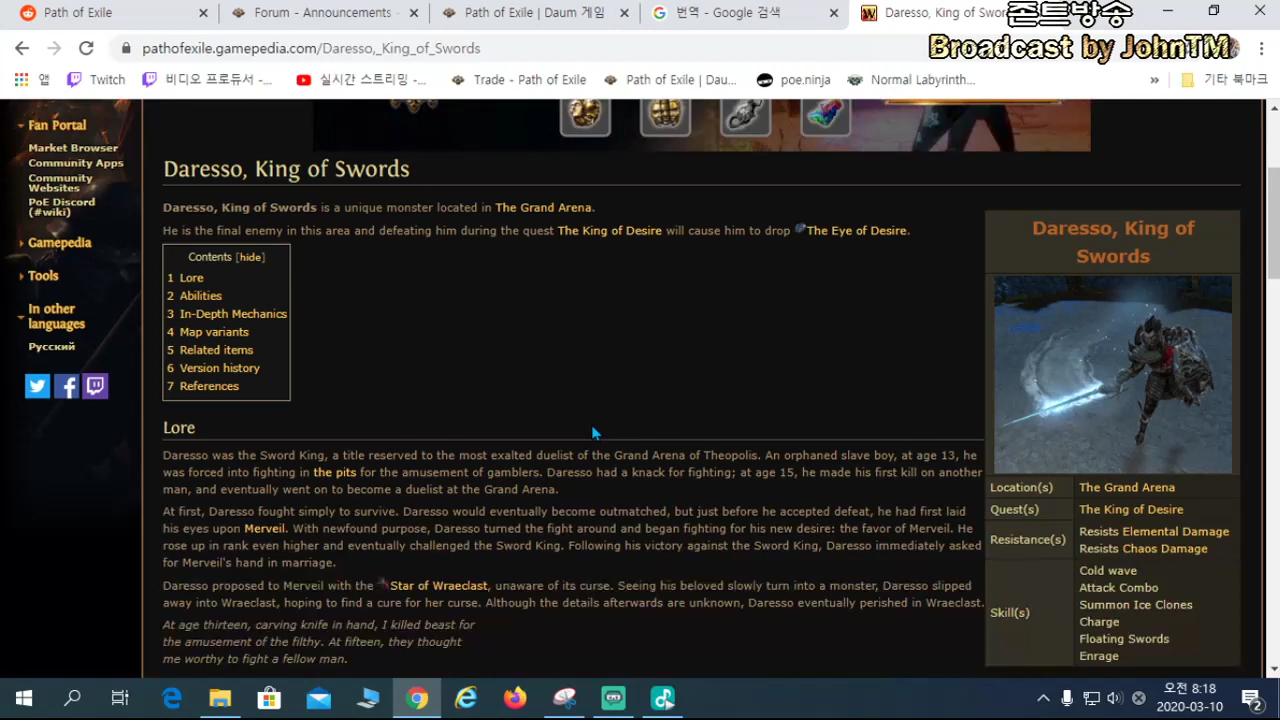 Path of Exile
Forum - Announcements
Path of Exile | Daum 게임
번역 - Google 검색
Daresso, King of Swo
존트방송
Broadcast by JohnTM
pathofexile.gamepedia.com/Daresso,_King_of_Swords
앱
Twitch
비디오 프로듀서 -...
실시간 스트리밍 -...
Trade - Path of Exile
Path of Exile | Dau...
poe.ninja
Normal Labyrinth...
»
기타 북마크
Fan Portal
Market Browser
Community Apps
Community
Websites
PoE Discord
(#wiki)
Gamepedia
Tools
In other
languages
Русский
Daresso, King of Swords
Daresso, King of Swords is a unique monster located in The Grand Arena.
He is the final enemy in this area and defeating him during the quest The King of Desire will cause him to drop The Eye of Desire.
Contents [hide]
1 Lore
2 Abilities
3 In-Depth Mechanics
4 Map variants
5 Related items
6 Version history
7 References
Lore
Daresso was the Sword King, a title reserved to the most exalted duelist of the Grand Arena of Theopolis. An orphaned slave boy, at age 13, he
was forced into fighting in the pits for the amusement of gamblers. Daresso had a knack for fighting; at age 15, he made his first kill on another
man, and eventually went on to become a duelist at the Grand Arena.
At first, Daresso fought simply to survive. Daresso would eventually become outmatched, but just before he accepted defeat, he had first laid
his eyes upon Merveil. With newfound purpose, Daresso turned the fight around and began fighting for his new desire: the favor of Merveil. He
rose up in rank even higher and eventually challenged the Sword King. Following his victory against the Sword King, Daresso immediately asked
for Merveil's hand in marriage.
Daresso proposed to Merveil with the Star of Wraeclast, unaware of its curse. Seeing his beloved slowly turn into a monster, Daresso slipped
away into Wraeclast, hoping to find a cure for her curse. Although the details afterwards are unknown, Daresso eventually perished in Wraeclast.
At age thirteen, carving knife in hand, I killed beast for
the amusement of the filthy. At fifteen, they thought
me worthy to fight a fellow man.
Daresso, King of
Swords
Location(s) The Grand Arena
Quest(s) The King of Desire
Resistance(s) Resists Elemental Damage
Resists Chaos Damage
Skill(s) Cold wave
Attack Combo
Summon Ice Clones
Charge
Floating Swords
Enrage
오전 8:18
2020-03-10
2